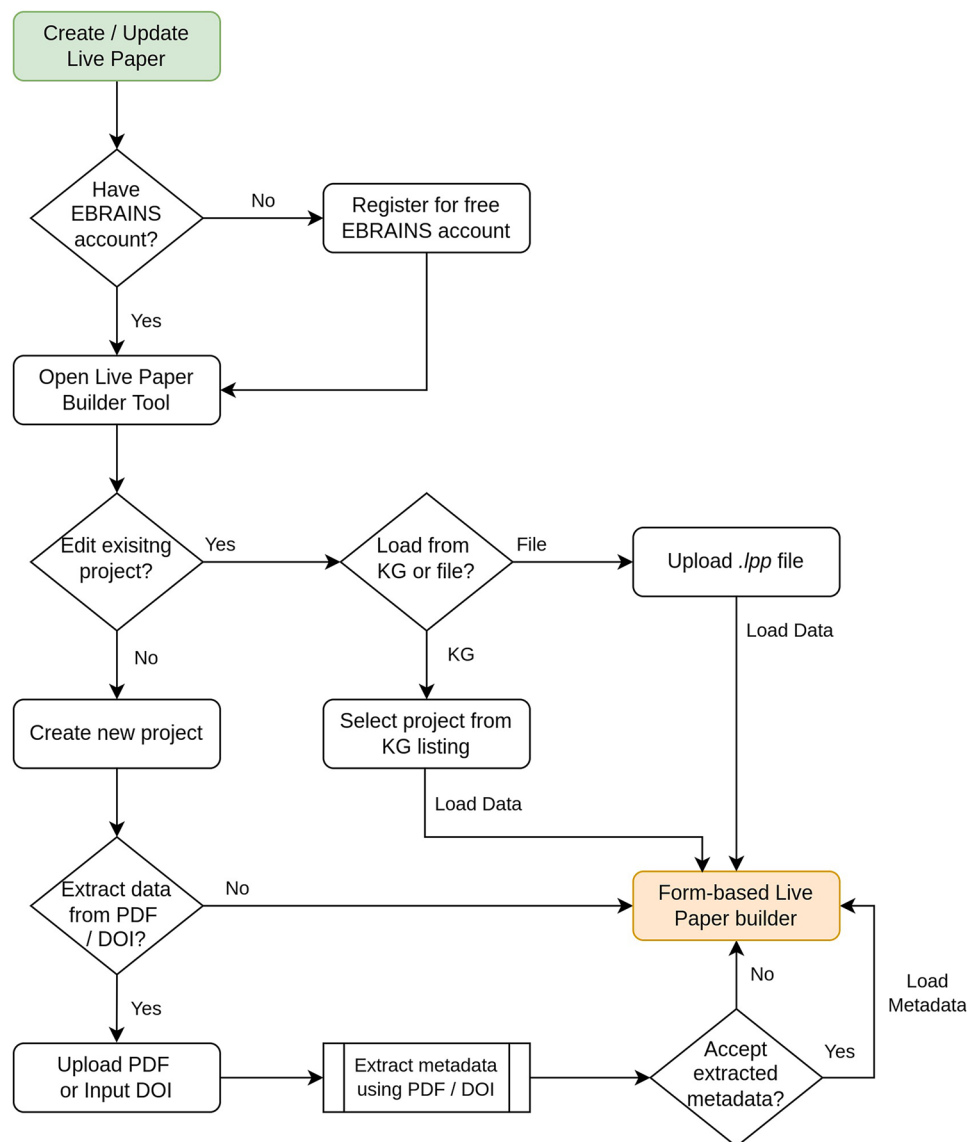 Create / Update
Live Paper
Have
EBRAINS
account?
No
Register for free
EBRAINS account
Yes
Open Live Paper
Builder Tool
Edit exisitng
project?
Yes
Load from
KG or file?
File
Upload .lpp file
Load Data
No
KG
Create new project
Select project from
KG listing
Load Data
Extract data
from PDF
/ DOI?
No
Form-based Live
Paper builder
No
Load
Metadata
Yes
Upload PDF
or Input DOI
Extract metadata
using PDF / DOI
Accept
extracted
metadata?
Yes